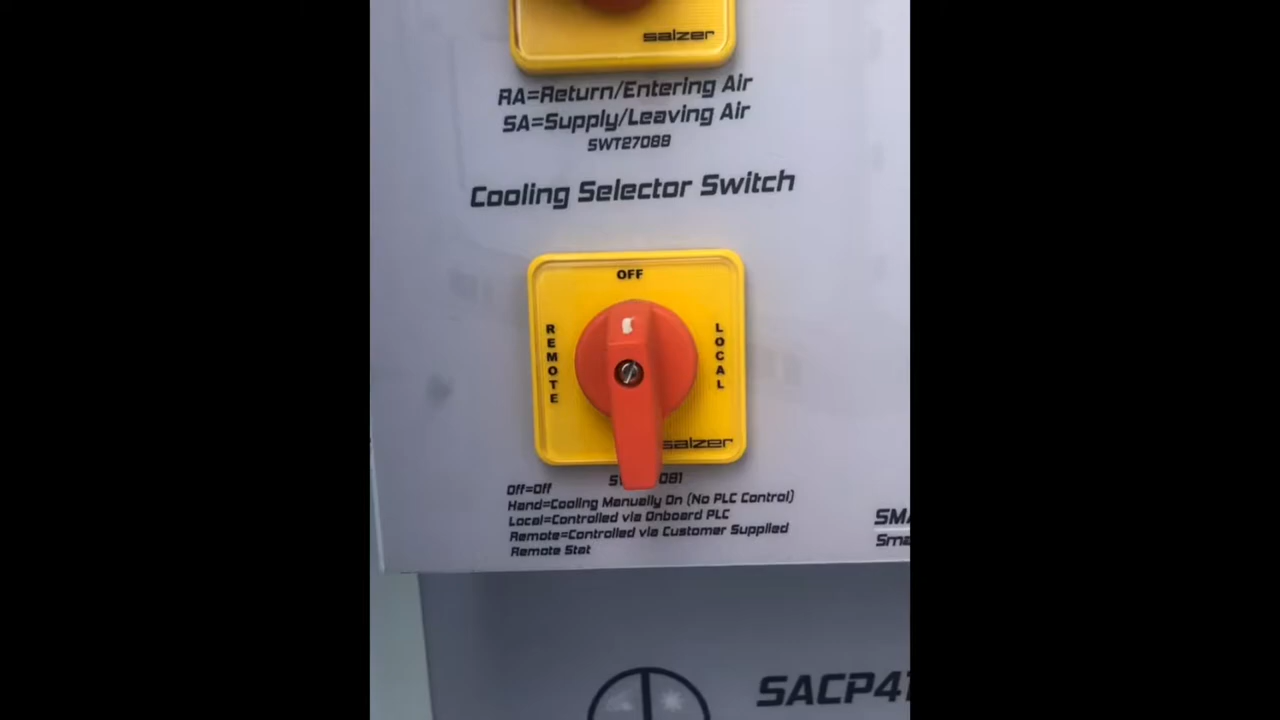 salzer
RA=Return/Entering Air
SA=Supply/Leaving Air
SWT27088
Cooling Selector Switch
OFF
REMOTE
LOCAL
salzer
Off=Off
Hand=Cooling Manually On (No PLC Control)
Local=Controlled via Onboard PLC
Remote=Controlled via Customer Supplied
Remote Stat